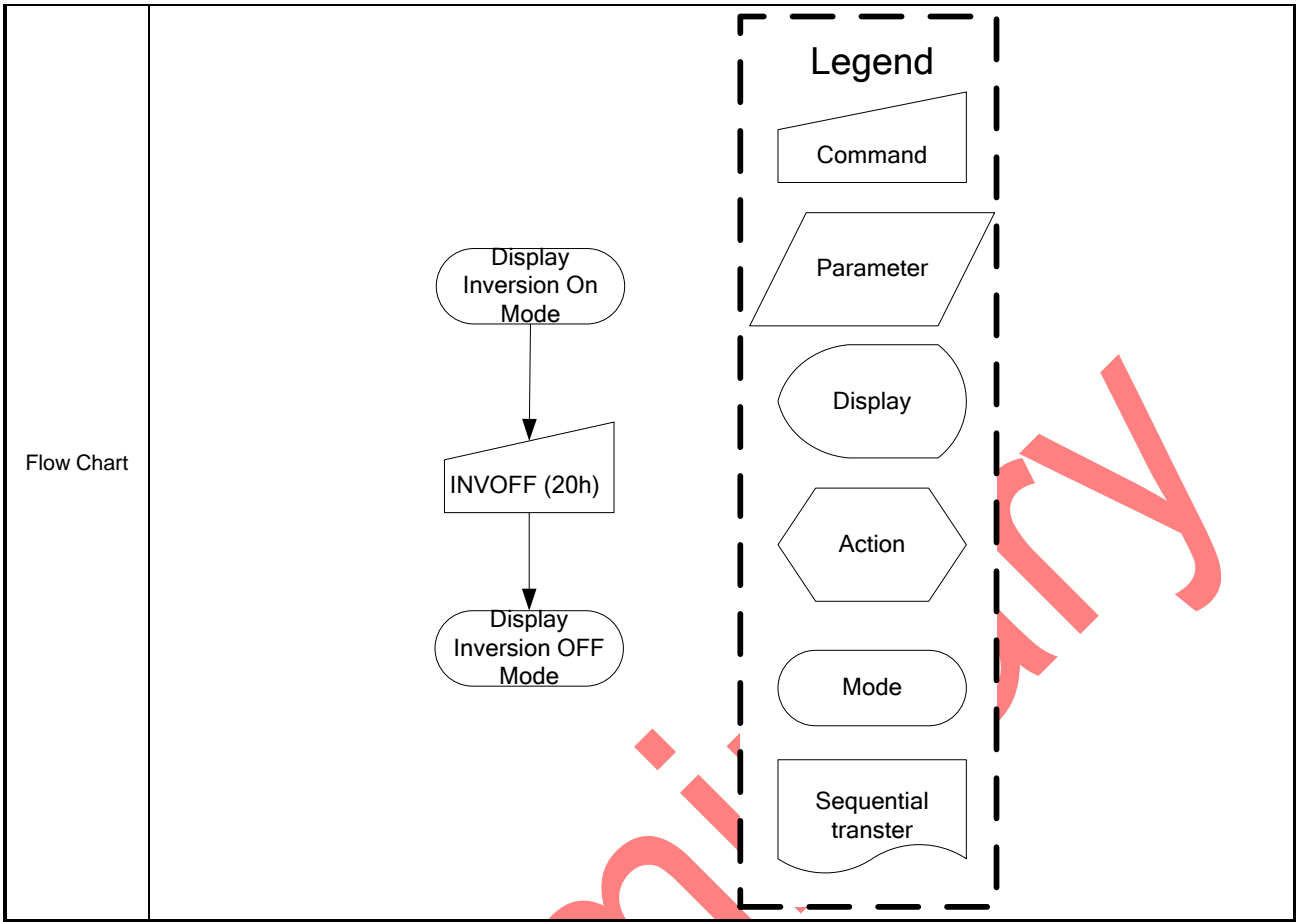 Flow Chart
Display
Inversion On
Mode
INVOFF (20h)
Display
Inversion OFF
Mode
Legend
Command
Parameter
Display
Action
Mode
Sequential
transter